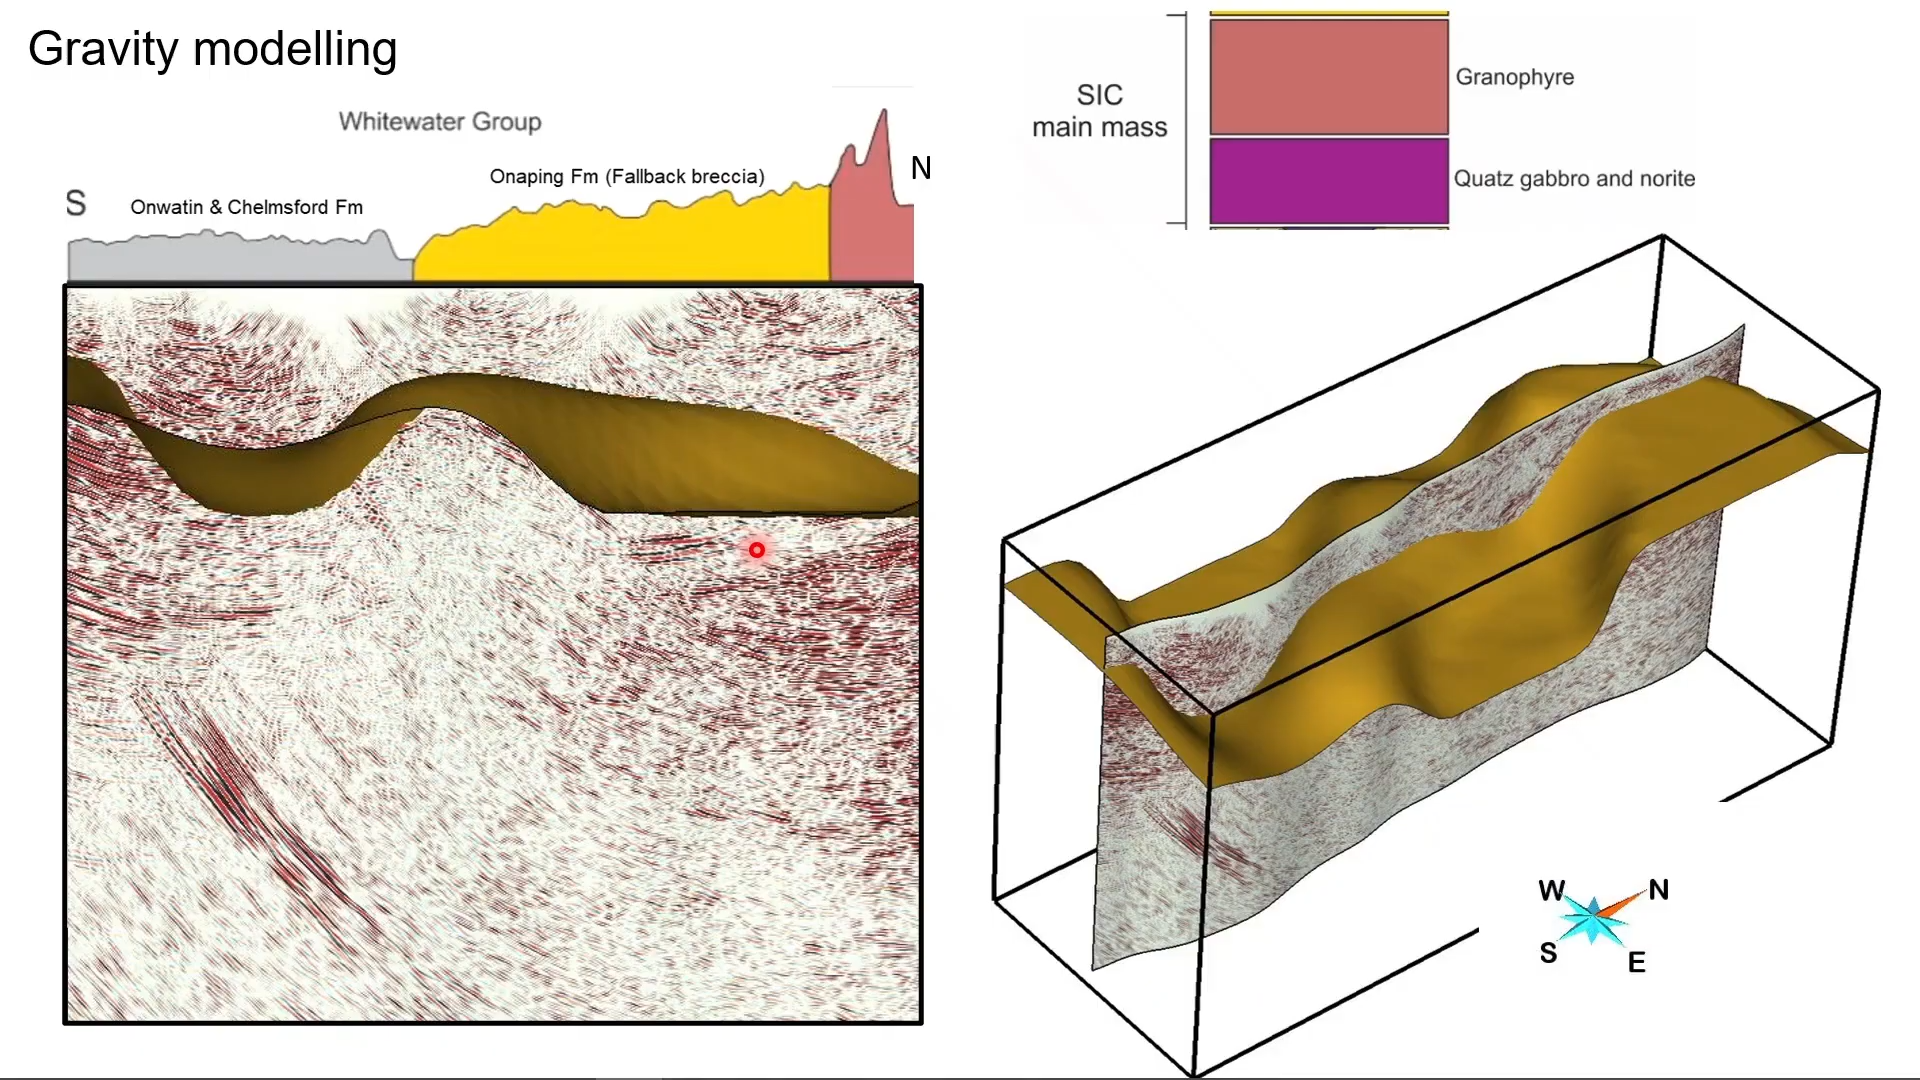 Gravity modelling
Whitewater Group
Onaping Fm (Fallback breccia)
N
S
Onwatin & Chelmsford Fm
SIC
main mass
Granophyre
Quatz gabbro and norite
W
N
S
E